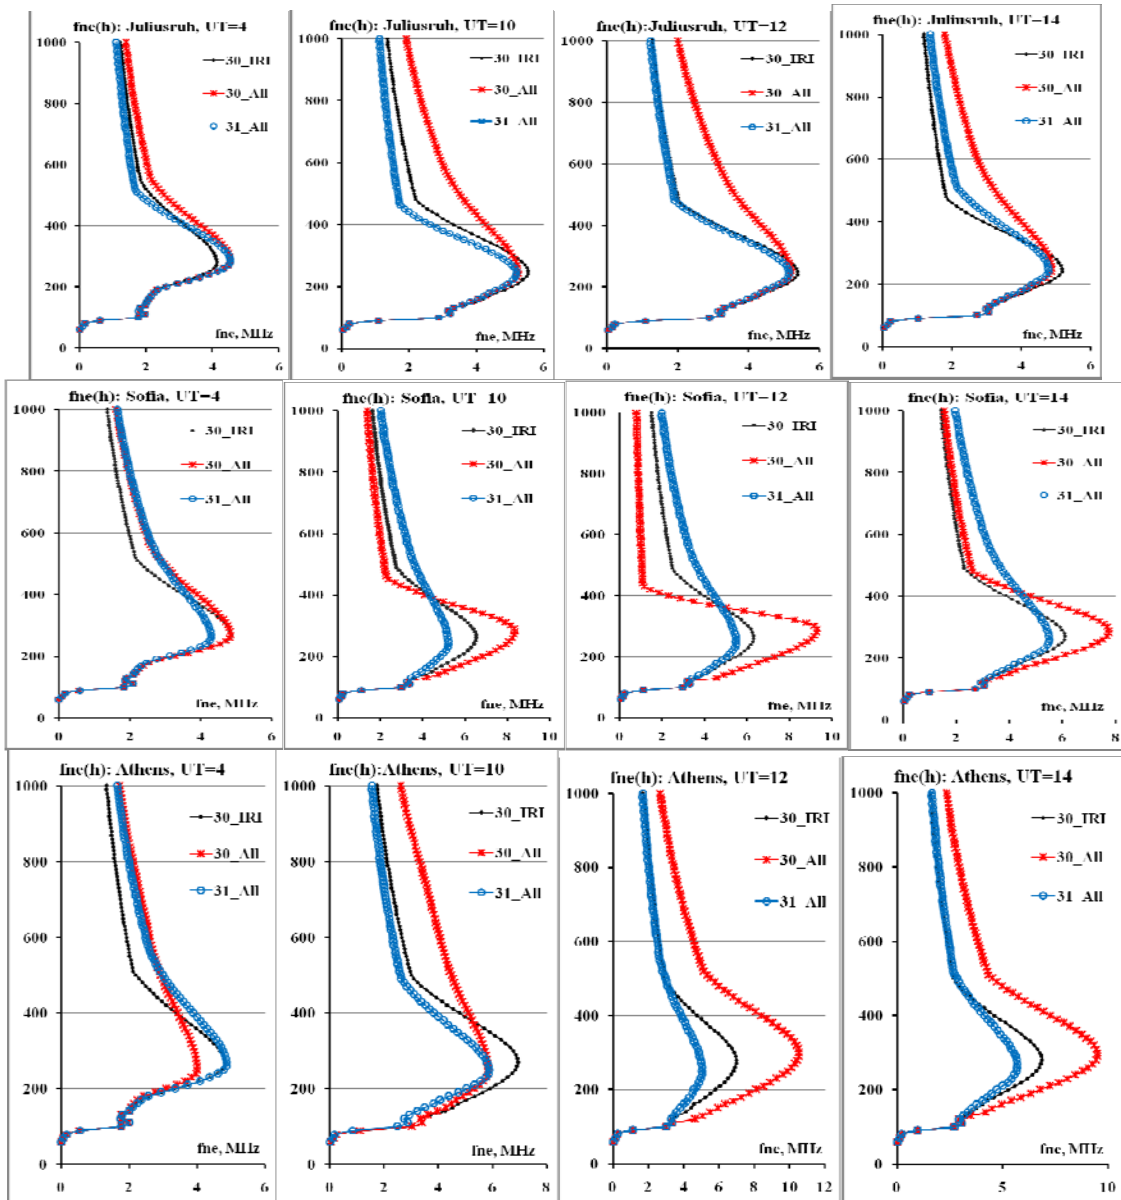 fne(h): Juliusruh, UT=4
1000
800
600
400
200
0
30_IRI
30_All
31_All
fne, MHz
0 2 4 6
fne(h): Juliusruh, UT=10
1000
800
600
400
200
0
30_IRI
30_All
31_All
fne, MHz
0 2 4 6
fne(h): Juliusruh, UT=12
1000
800
600
400
200
0
30_IRI
30_All
31_All
fne, MHz
0 2 4 6
fne(h): Juliusruh, UT=14
1000
800
600
400
200
0
30_IRI
30_All
31_All
fne, MHz
0 2 4 6
fne(h): Sofia, UT=4
1000
800
600
400
200
0
30_IRI
30_All
31_All
fne, MHz
0 2 4 6
fne(h): Sofia, UT=10
1000
800
600
400
200
0
30_IRI
30_All
31_All
fne, MHz
0 2 4 6 8 10
fne(h): Sofia, UT=12
1000
800
600
400
200
0
30_IRI
30_All
31_All
fne, MHz
0 2 4 6 8 10
fne(h): Sofia, UT=14
1000
800
600
400
200
0
30_IRI
30_All
31_All
fne, MHz
0 2 4 6 8
fne(h): Athens, UT=4
1000
800
600
400
200
0
30_IRI
30_All
31_All
fne, MHz
0 2 4 6
fne(h):Athens, UT=10
1000
800
600
400
200
0
30_IRI
30_All
31_All
fne, MHz
0 2 4 6 8
fne(h): Athens, UT=12
1000
800
600
400
200
0
30_IRI
30_All
31_All
fne, MHz
0 2 4 6 8 10 12
fne(h): Athens, UT=14
1000
800
600
400
200
0
30_IRI
30_All
31_All
fne, MHz
0 5 10